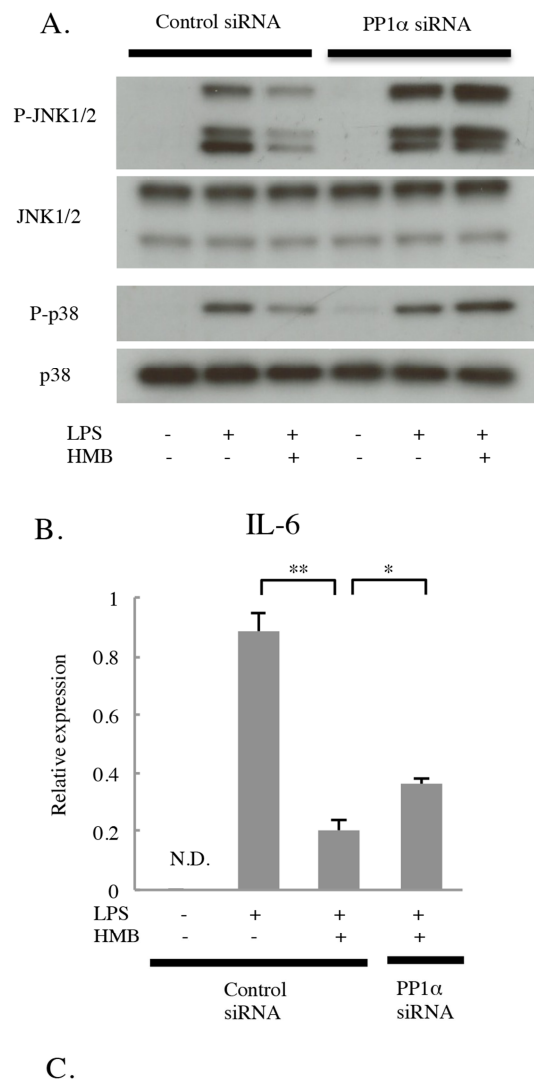 A.
Control siRNA PP1α siRNA
P-JNK1/2
JNK1/2
P-p38
p38
LPS - + + - + +
HMB - - + - - +
B.
IL-6
** *
1
0.8
0.6
0.4
0.2
0
Relative expression
N.D.
LPS - + + +
HMB - - + +
Control siRNA
PP1α siRNA
C.